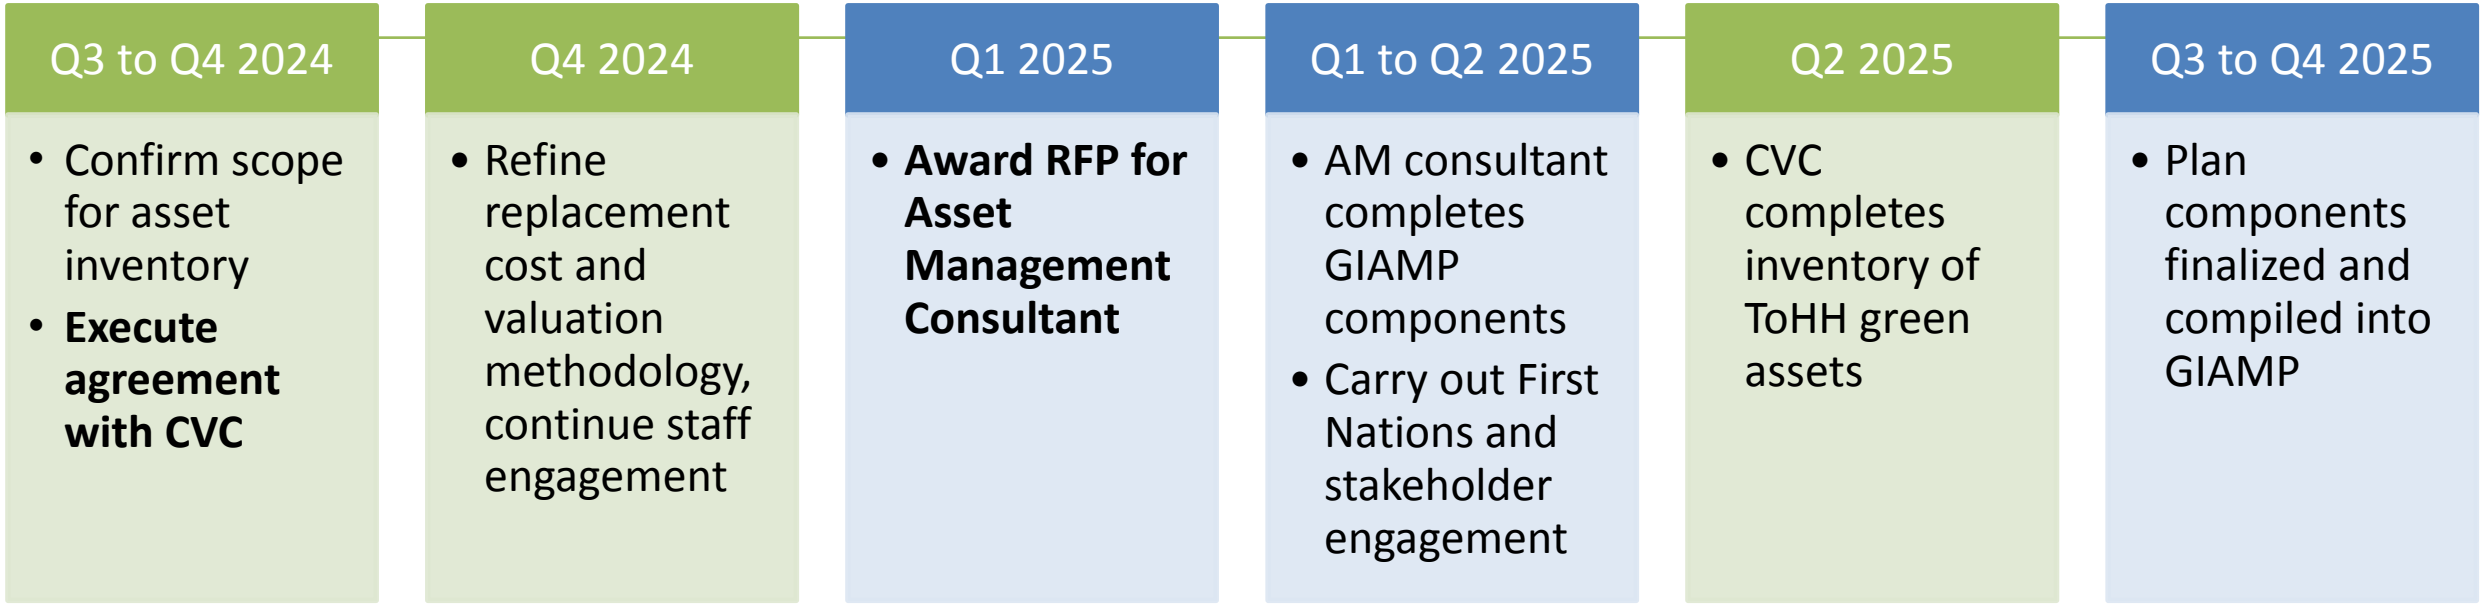 Q3 to Q4 2024
• Confirm scope
for asset
inventory
• Execute
agreement
with CVC
Q4 2024
• Refine
replacement
cost and
valuation
methodology,
continue staff
engagement
Q1 2025
• Award RFP for
Asset
Management
Consultant
Q1 to Q2 2025
• AM consultant
completes
GIAMP
components
• Carry out First
Nations and
stakeholder
engagement
Q2 2025
• CVC
completes
inventory of
ToHH green
assets
Q3 to Q4 2025
• Plan
components
finalized and
compiled into
GIAMP